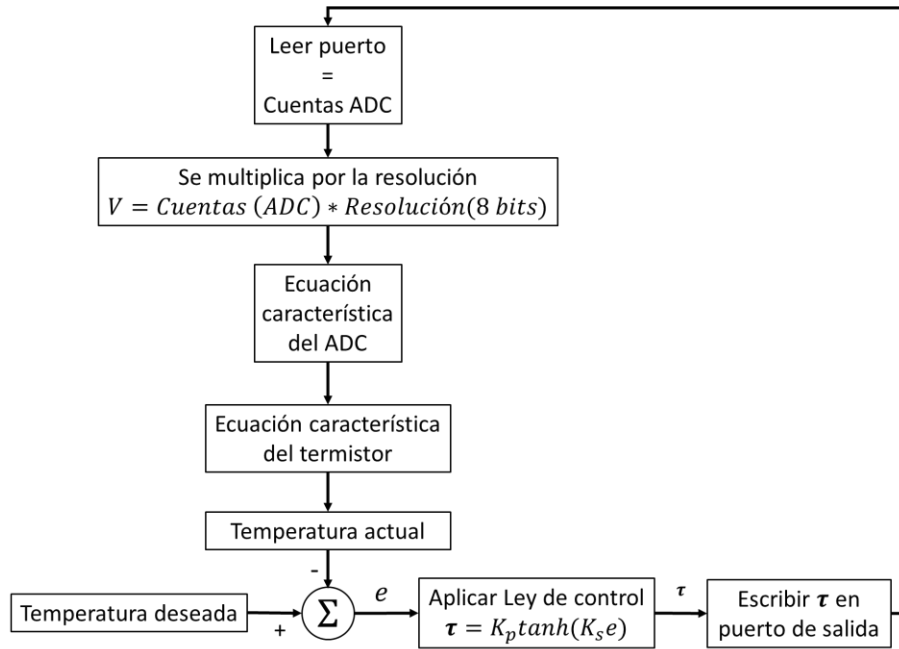 Leer puerto
=
Cuentas ADC
Se multiplica por la resolución
V = Cuentas (ADC) * Resolución(8 bits)
Ecuación
característica
del ADC
Ecuación característica
del termistor
Temperatura actual
-
Temperatura deseada
+
Σ
e
Aplicar Ley de control
τ = K_p tanh(K_s e)
τ
Escribir τ en
puerto de salida